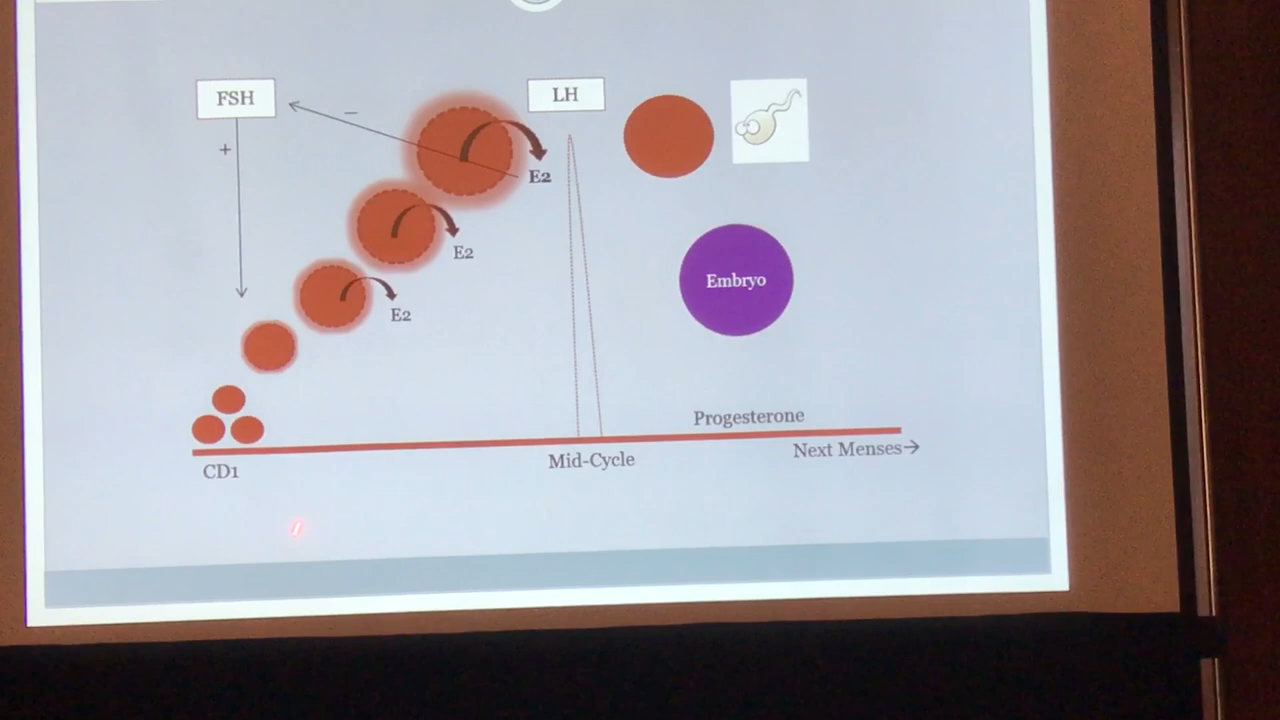 FSH
LH
–
+
E2
E2
E2
Embryo
Progesterone
CD1
Mid-Cycle
Next Menses→